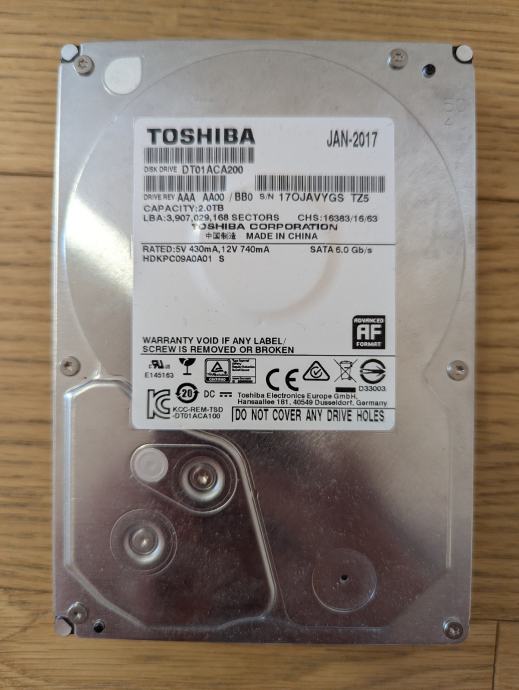 TOSHIBA JAN-2017
DISK DRIVE DT01ACA200
DRIVE REV AAA AA00 / BB0 S/N 17OJAVYGS TZ5
CAPACITY:2.0TB
LBA:3,907,029,168 SECTORS CHS:16383/16/63
TOSHIBA CORPORATION
中国制造 MADE IN CHINA
RATED:5V 430mA,12V 740mA SATA 6.0 Gb/s
HDKPC09A0A01 S
ADVANCED
AF
FORMAT
WARRANTY VOID IF ANY LABEL/
SCREW IS REMOVED OR BROKEN
E145163
D33003
20
DC
Toshiba Electronics Europe GmbH.
Hansaallee 181, 40549 Dusseldorf, Germany
KCC-REM-TSD
-DT01ACA100
DO NOT COVER ANY DRIVE HOLES